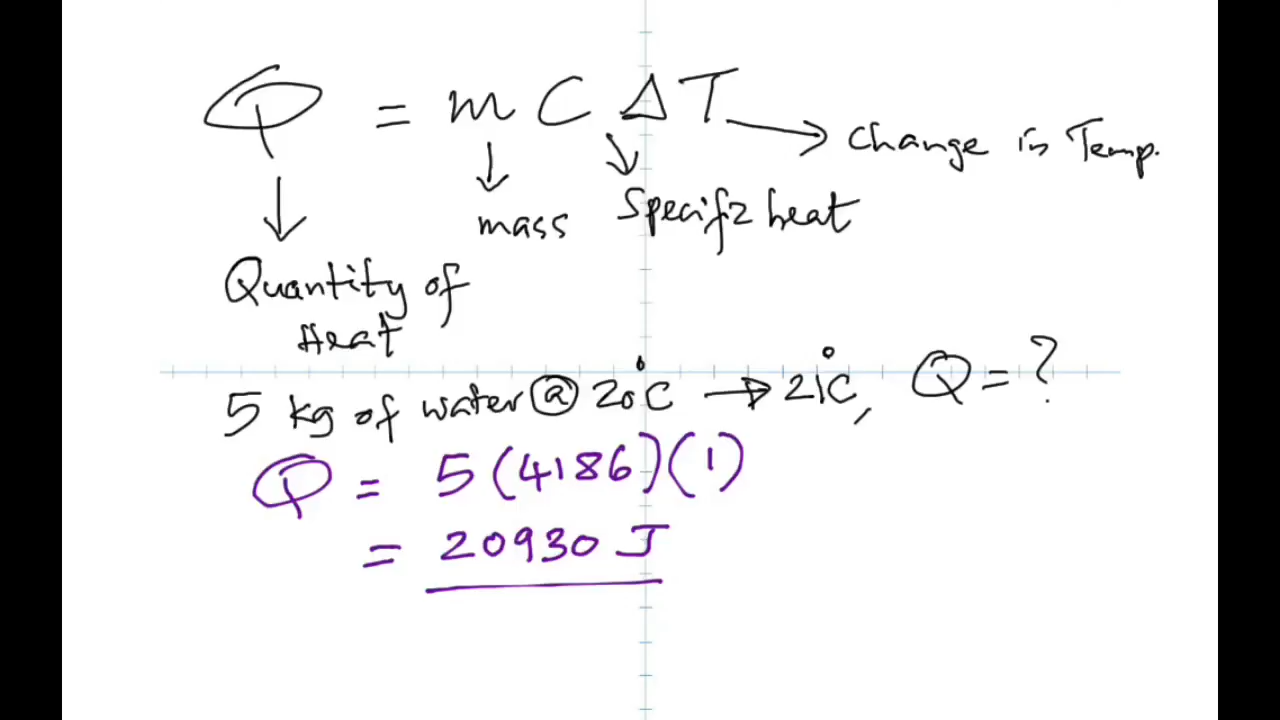 Q = m C Δ T → Change in Temp.
mass
Specific heat
Quantity of
Heat
5 kg of water @ 20°C → 21°C, Q = ?
Q = 5 (4186) (1)
= 20930 J